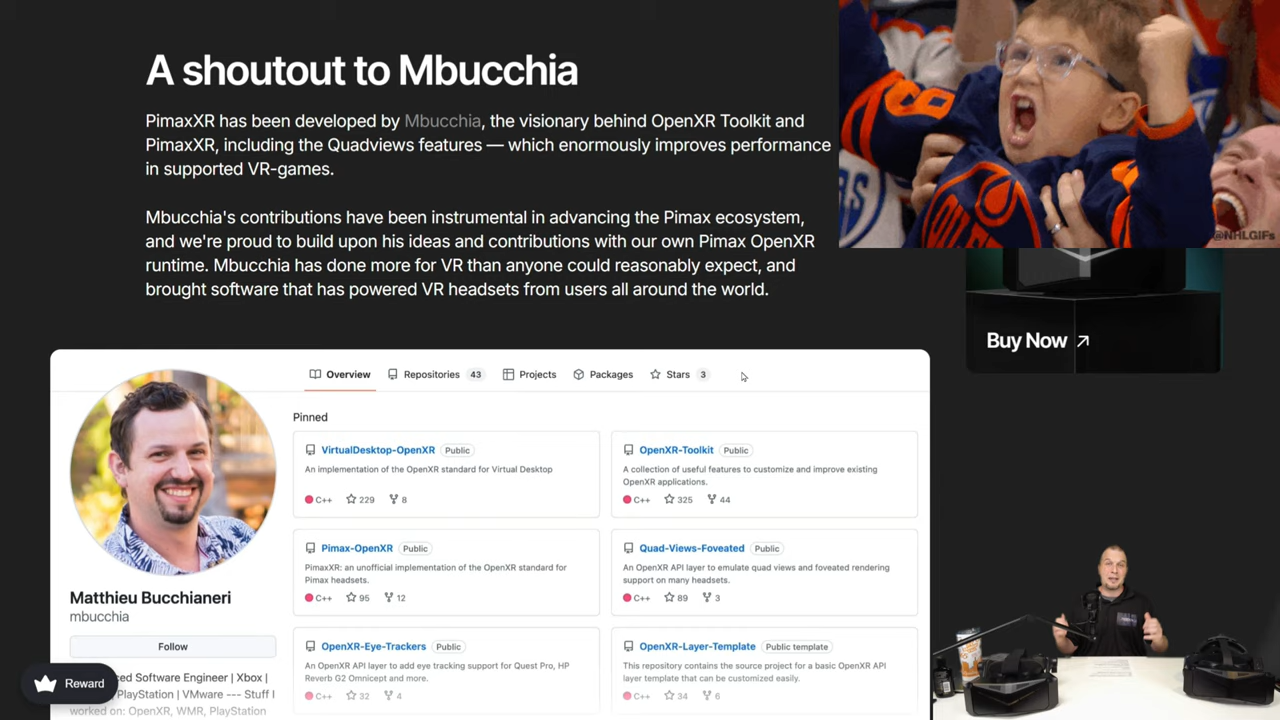 A shoutout to Mbucchia
PimaxXR has been developed by Mbucchia, the visionary behind OpenXR Toolkit and
PimaxXR, including the Quadviews features — which enormously improves performance
in supported VR-games.
Mbucchia's contributions have been instrumental in advancing the Pimax ecosystem,
and we're proud to build upon his ideas and contributions with our own Pimax OpenXR
runtime. Mbucchia has done more for VR than anyone could reasonably expect, and
brought software that has powered VR headsets from users all around the world.
@NHLGIFs
Buy Now
Overview
Repositories 43
Projects
Packages
Stars 3
Pinned
VirtualDesktop-OpenXR Public
An implementation of the OpenXR standard for Virtual Desktop
C++ 229 8
OpenXR-Toolkit Public
A collection of useful features to customize and improve existing
OpenXR applications.
C++ 325 44
Pimax-OpenXR Public
PimaxXR: an unofficial implementation of the OpenXR standard for
Pimax headsets.
C++ 95 12
Quad-Views-Foveated Public
An OpenXR API layer to emulate quad views and foveated rendering
support on many headsets.
C++ 89 3
OpenXR-Eye-Trackers Public
An OpenXR API layer to add eye tracking support for Quest Pro, HP
Reverb G2 Omnicept and more.
C++ 32 4
OpenXR-Layer-Template Public template
This repository contains the source project for a basic OpenXR API
layer template that can be customized easily.
C++ 34 6
Matthieu Bucchianeri
mbucchia
Follow
Software Engineer | Xbox |
PlayStation | VMware --- Stuff I
worked on: OpenXR, WMR, PlayStation
Reward